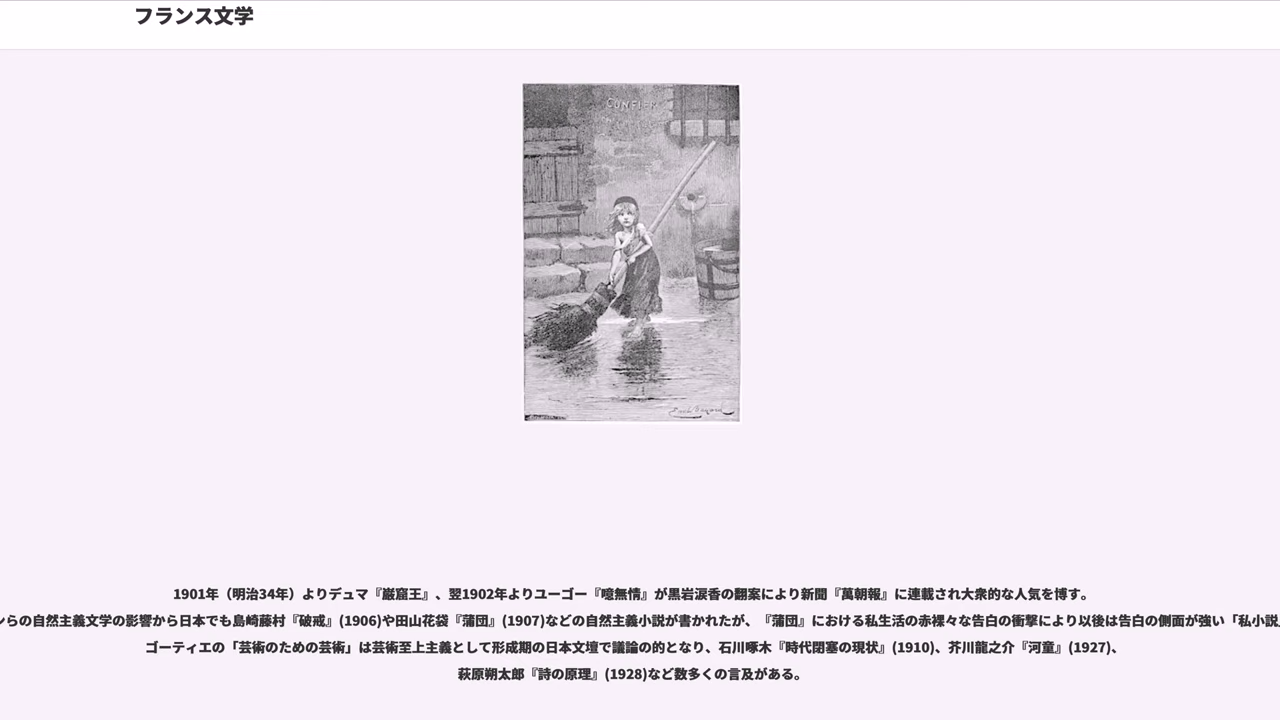 フランス文学
らの自然主義文学の影響から日本でも島崎藤村『破戒』(1906)や田山花袋『蒲団』(1907)などの自然主義小説が書かれたが、『蒲団』における私生活の赤裸々な告白の衝撃により以後は告白の側面が強い「私小説
1901年（明治34年）よりデュマ『巌窟王』、翌1902年よりユーゴー『噫無情』が黒岩涙香の翻案により新聞『萬朝報』に連載され大衆的な人気を博す。
ゴーティエの「芸術のための芸術」は芸術至上主義として形成期の日本文壇で議論の的となり、石川啄木『時代閉塞の現状』(1910)、芥川龍之介『河童』(1927)、
萩原朔太郎『詩の原理』(1928)など数多くの言及がある。